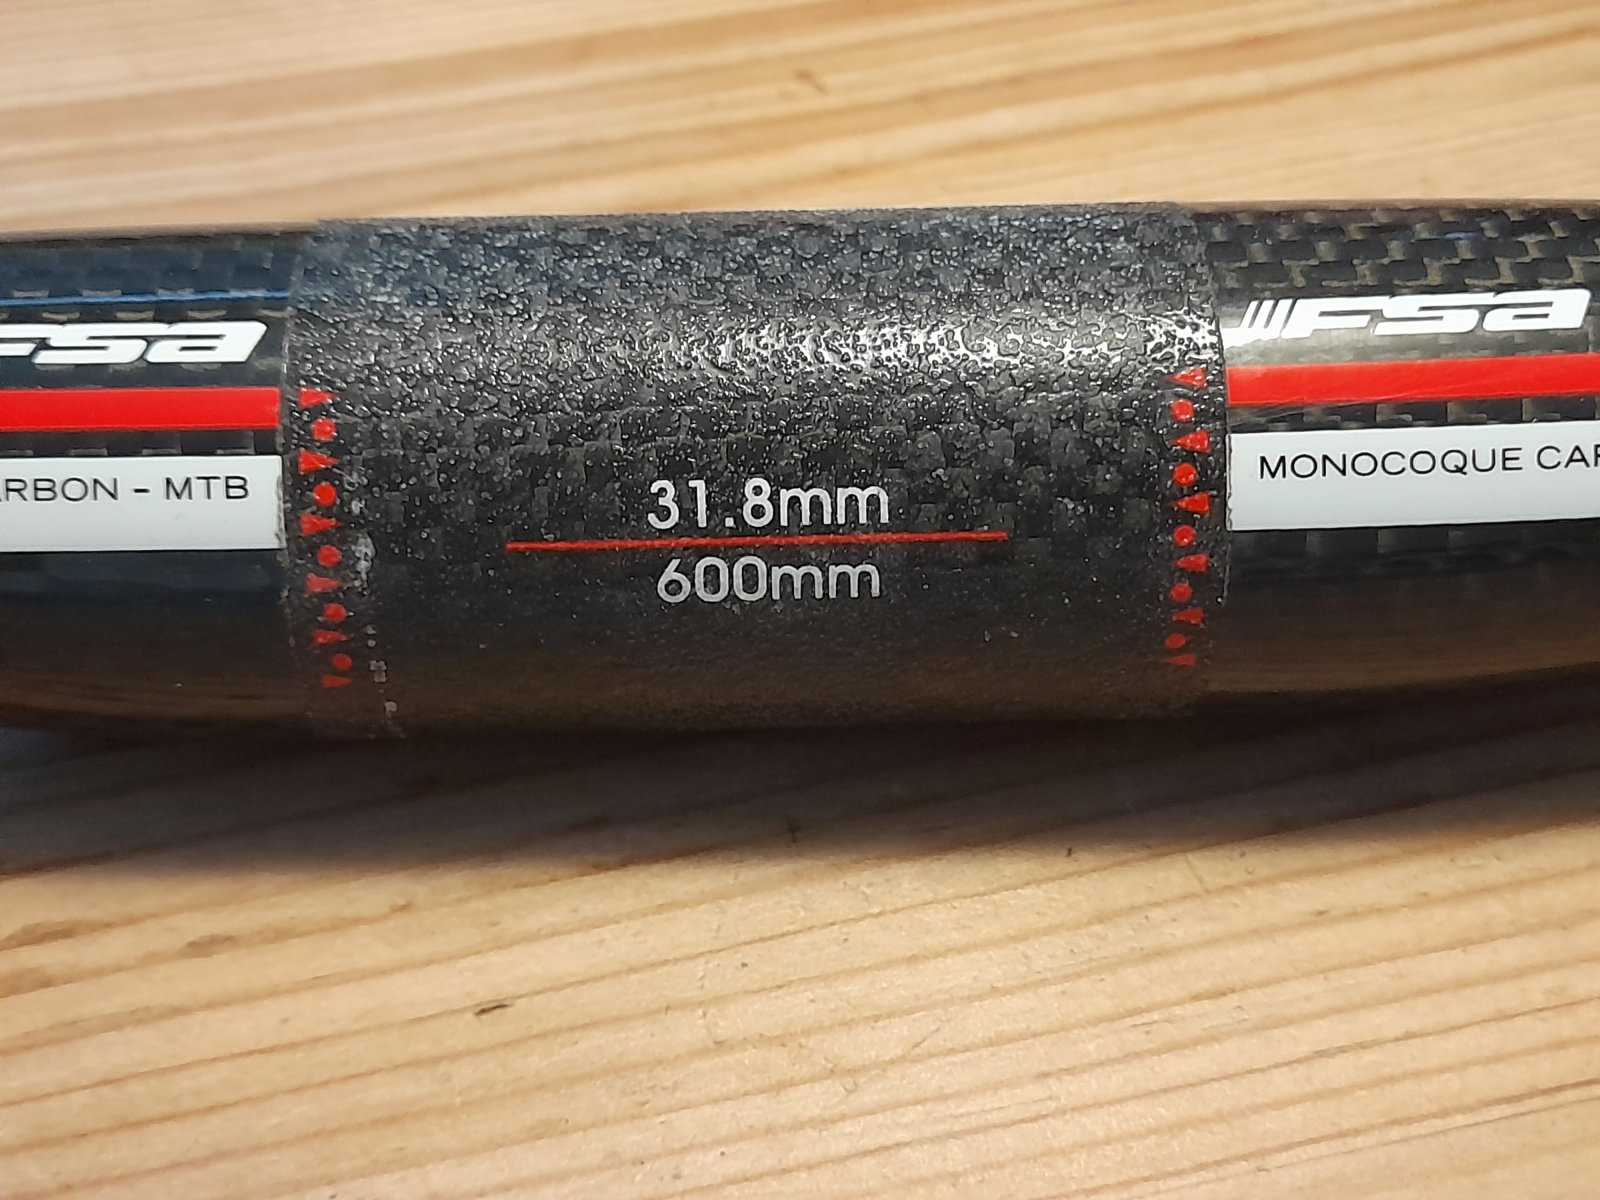 FSA
FSA
ARBON - MTB
MONOCOQUE CAR
31.8mm
600mm